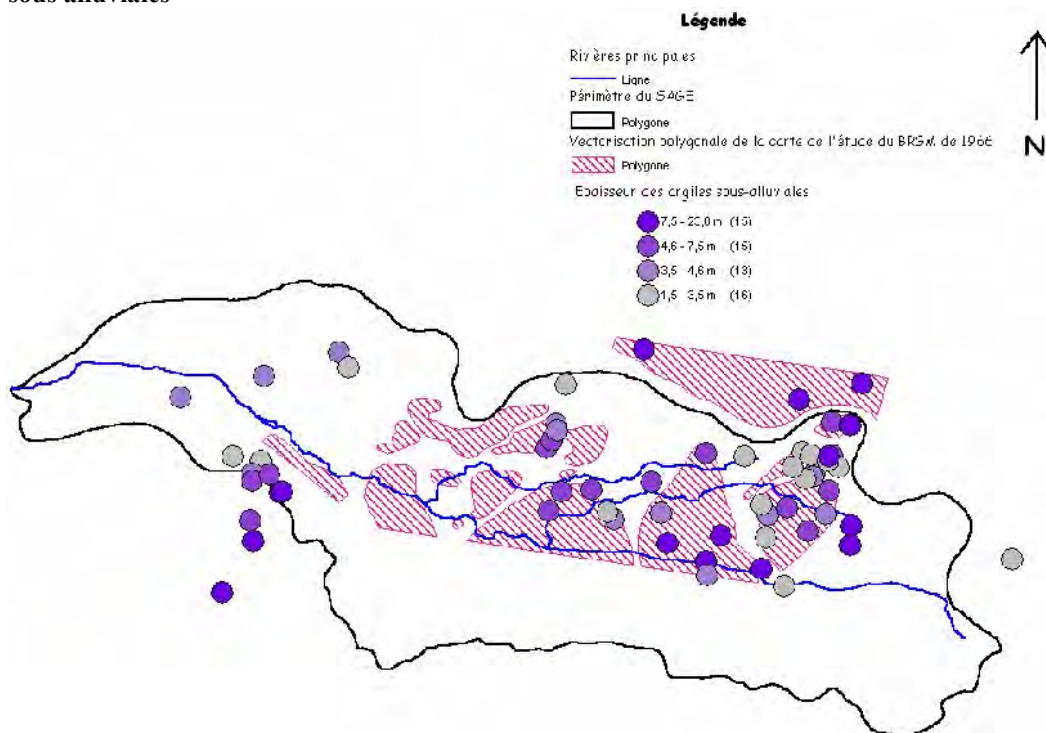 sous alluviales
Légende
Rivières principales
Ligne
Périmètre du SAGE
Polygone
Vectorisation polygonale de la carte de l'étude du BRGM de 1966
Polygone
Epaisseur des argiles sous-alluviales
7,5 - 23,0 m (15)
4,6 - 7,5 m (15)
3,5 - 4,6 m (13)
1,5 - 3,5 m (16)
N